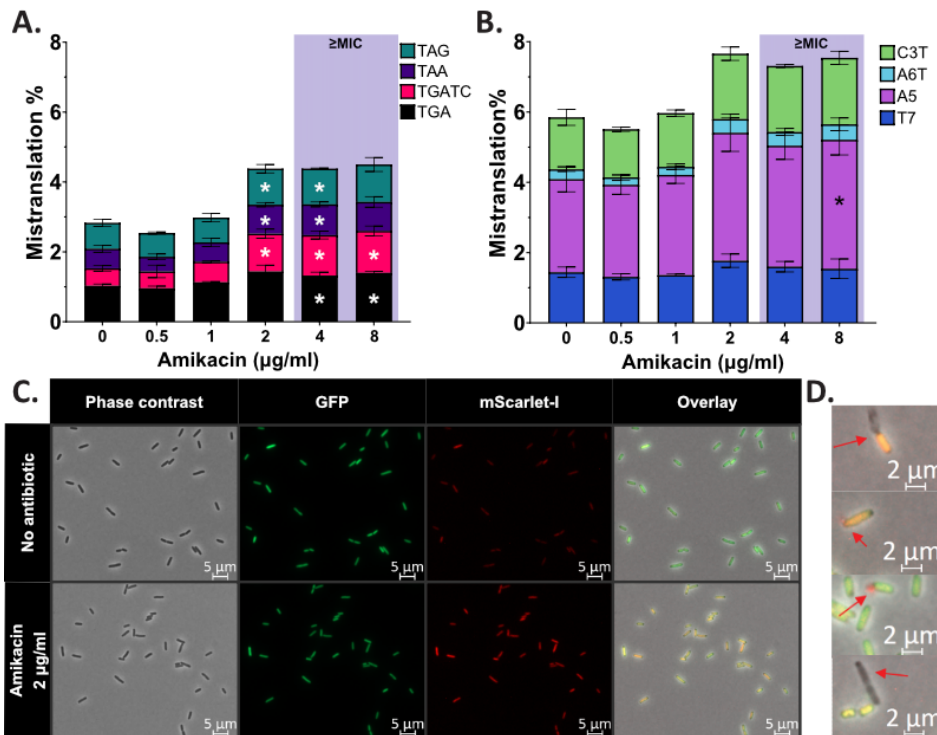 A.
8
6
4
2
0
Mistranslation%
≥MIC
TAG
TAA
TGATC
TGA
*
*
*
*
*
*
*
*
0 0.5 1 2 4 8
Amikacin (µg/ml)
B.
8
6
4
2
0
Mistranslation %
≥MIC
C3T
A6T
A5
T7
*
0 0.5 1 2 4 8
Amikacin (µg/ml)
C.
Phase contrast GFP mScarlet-I Overlay
No antibiotic
5 µm 5 µm 5 µm 5 µm
Amikacin
2 µg/ml
5 µm 5 µm 5 µm 5 µm
D.
2 µm
2 µm
2 µm
2 µm